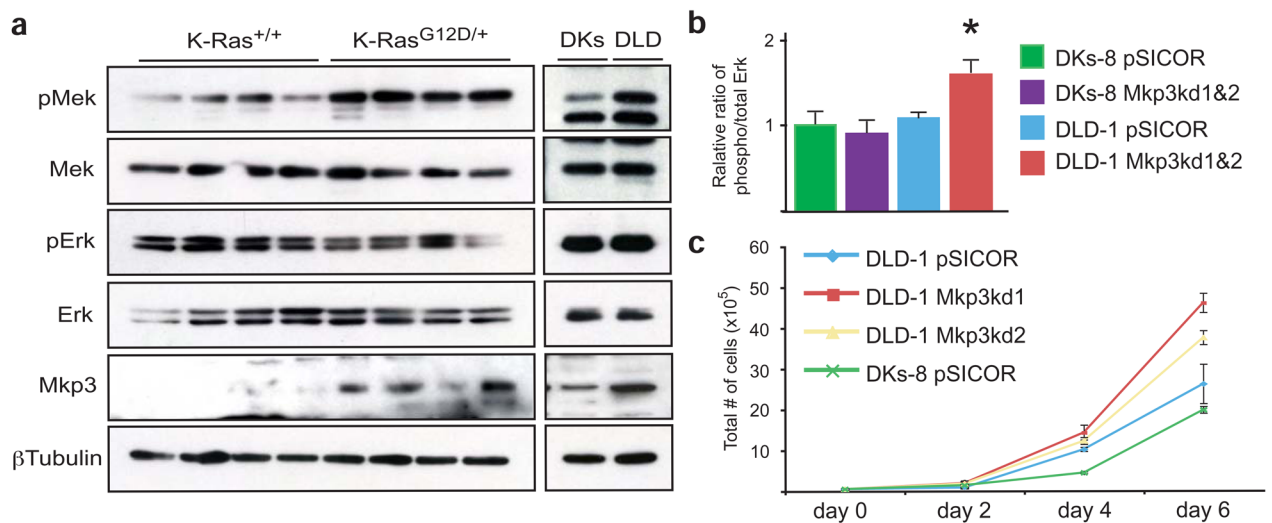 a
K-Ras+/+
K-RasG12D/+
DKs DLD
pMek
Mek
pErk
Erk
Mkp3
βTubulin
b
Ralative ratio of
phospho/total Erk
2
1
*
DKs-8 pSICOR
DKs-8 Mkp3kd1&2
DLD-1 pSICOR
DLD-1 Mkp3kd1&2
c
Total # of cells (x10⁵)
60
50
40
30
20
10
DLD-1 pSICOR
DLD-1 Mkp3kd1
DLD-1 Mkp3kd2
DKs-8 pSICOR
day 0 day 2 day 4 day 6